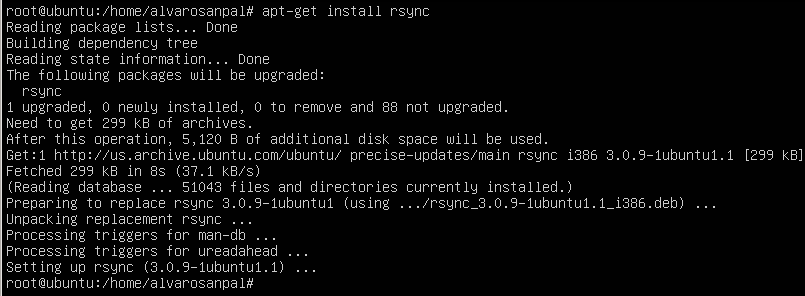 root@ubuntu:/home/alvarosanpal# apt-get install rsync
Reading package lists... Done
Building dependency tree
Reading state information... Done
The following packages will be upgraded:
  rsync
1 upgraded, 0 newly installed, 0 to remove and 88 not upgraded.
Need to get 299 kB of archives.
After this operation, 5,120 B of additional disk space will be used.
Get:1 http://us.archive.ubuntu.com/ubuntu/ precise-updates/main rsync i386 3.0.9-1ubuntu1.1 [299 kB]
Fetched 299 kB in 8s (37.1 kB/s)
(Reading database ... 51043 files and directories currently installed.)
Preparing to replace rsync 3.0.9-1ubuntu1 (using .../rsync_3.0.9-1ubuntu1.1_i386.deb) ...
Unpacking replacement rsync ...
Processing triggers for man-db ...
Processing triggers for ureadahead ...
Setting up rsync (3.0.9-1ubuntu1.1) ...
root@ubuntu:/home/alvarosanpal#